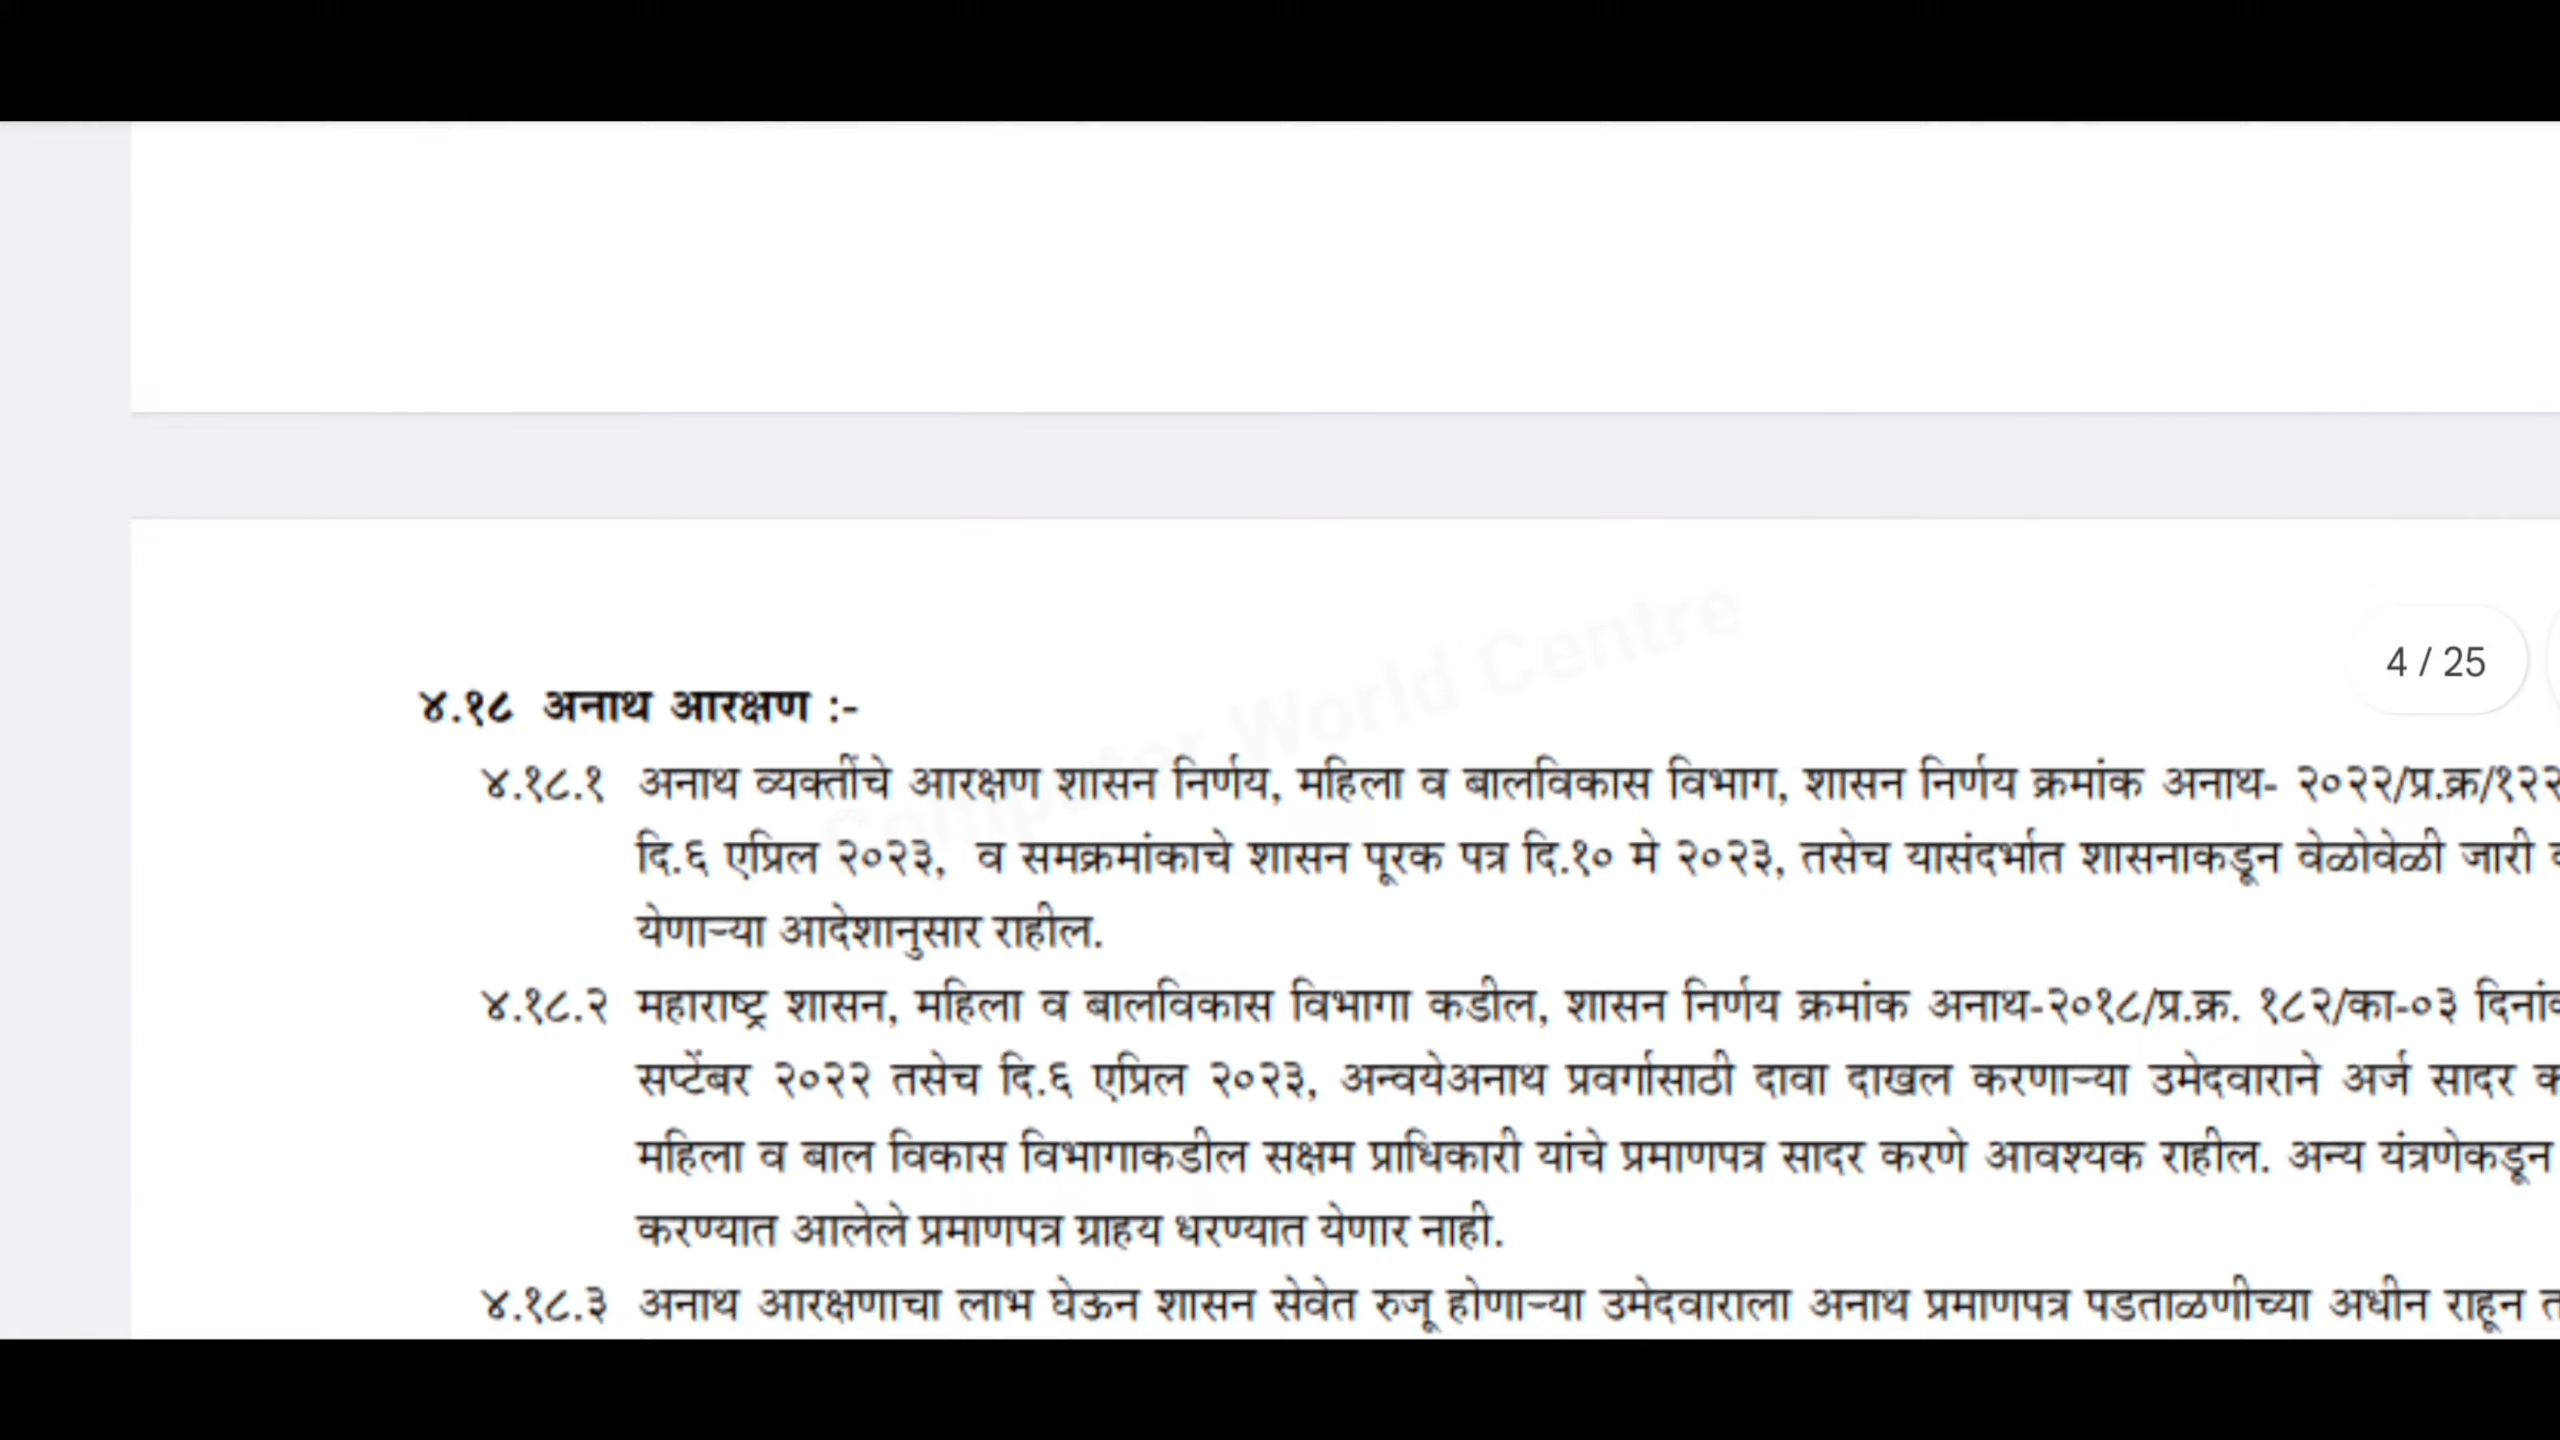 Computer World Centre
4 / 25
४.१८ अनाथ आरक्षण :-
४.१८.१ अनाथ व्यक्तींचे आरक्षण शासन निर्णय, महिला व बालविकास विभाग, शासन निर्णय क्रमांक अनाथ- २०२२/प्र.क्र/१२२
दि.६ एप्रिल २०२३, व समक्रमांकाचे शासन पूरक पत्र दि.१० मे २०२३, तसेच यासंदर्भात शासनाकडून वेळोवेळी जारी
येणाऱ्या आदेशानुसार राहील.
४.१८.२ महाराष्ट्र शासन, महिला व बालविकास विभागा कडील, शासन निर्णय क्रमांक अनाथ-२०१८/प्र.क्र. १८२/का-०३
सप्टेंबर २०२२ तसेच दि.६ एप्रिल २०२३, अन्वयेअनाथ प्रवर्गासाठी दावा दाखल करणाऱ्या उमेदवाराने अर्ज सादर
महिला व बाल विकास विभागाकडील सक्षम प्राधिकारी यांचे प्रमाणपत्र सादर करणे आवश्यक राहील. अन्य यंत्रणेकडून
करण्यात आलेले प्रमाणपत्र ग्राहय धरण्यात येणार नाही.
४.१८.३ अनाथ आरक्षणाचा लाभ घेऊन शासन सेवेत रुजू होणाऱ्या उमेदवाराला अनाथ प्रमाणपत्र पडताळणीच्या अधीन राहून